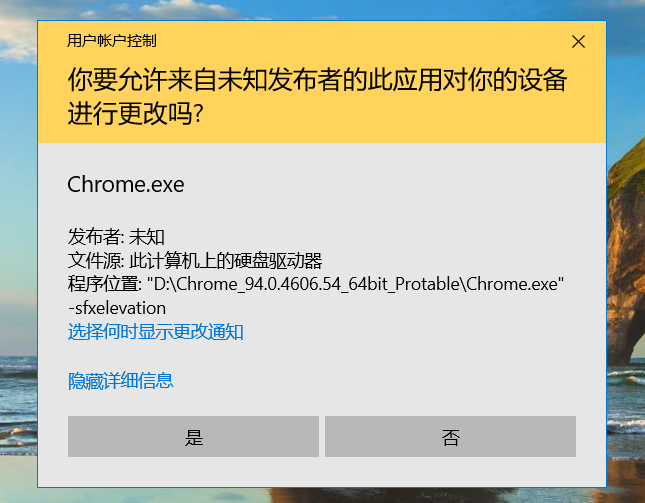 用户帐户控制
你要允许来自未知发布者的此应用对你的设备
进行更改吗?
Chrome.exe
发布者: 未知
文件源: 此计算机上的硬盘驱动器
程序位置: "D:\Chrome_94.0.4606.54_64bit_Protable\Chrome.exe"
-sfxelevation
选择何时显示更改通知
隐藏详细信息
是
否